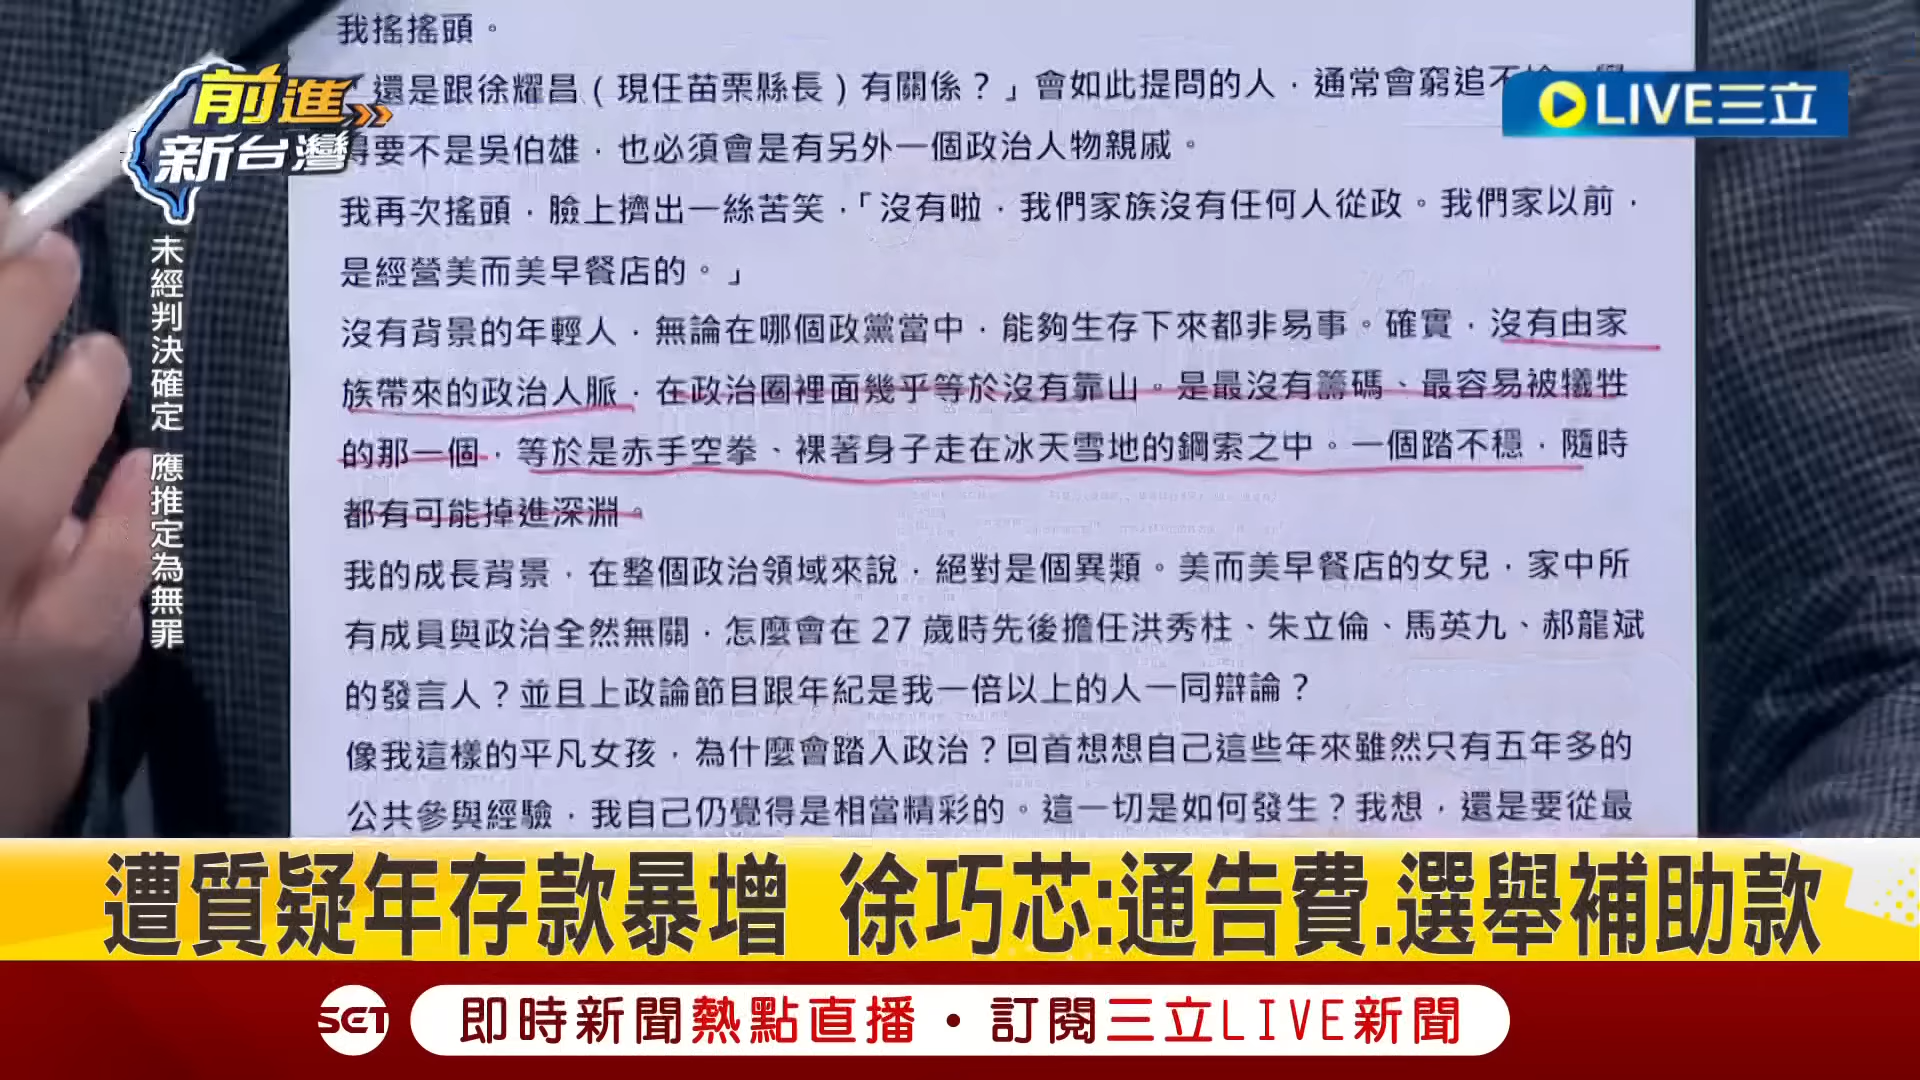 我搖搖頭。
「還是跟徐耀昌(現任苗栗縣長)有關係?」會如此提問的人,通常會窮追不
要不是吳伯雄,也必須會是有另外一個政治人物親戚。
我再次搖頭,臉上擠出一絲苦笑,「沒有啦,我們家族沒有任何人從政。我們家以前,
是經營美而美早餐店的。」
沒有背景的年輕人,無論在哪個政黨當中,能夠生存下來都非易事。確實,沒有由家
族帶來的政治人脈,在政治圈裡面幾乎等於沒有靠山。是最沒有籌碼、最容易被犧牲
的那一個,等於是赤手空拳、裸著身子走在冰天雪地的鋼索之中。一個踏不穩,隨時
都有可能掉進深淵。
我的成長背景,在整個政治領域來說,絕對是個異類。美而美早餐店的女兒,家中所
有成員與政治全然無關,怎麼會在 27 歲時先後擔任洪秀柱、朱立倫、馬英九、郝龍斌
的發言人?並且上政論節目跟年紀是我一倍以上的人一同辯論?
像我這樣的平凡女孩,為什麼會踏入政治?回首想想自己這些年來雖然只有五年多的
公共參與經驗,我自己仍覺得是相當精彩的。這一切是如何發生?我想,還是要從最
前進
新台灣
未經判決確定 應推定為無罪
LIVE三立
遭質疑年存款暴增 徐巧芯:通告費.選舉補助款
SET 即時新聞熱點直播・訂閱三立LIVE新聞